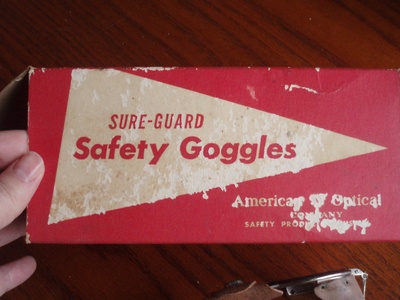 SURE-GUARD
Safety Goggles
American Optical
COMPANY
SAFETY